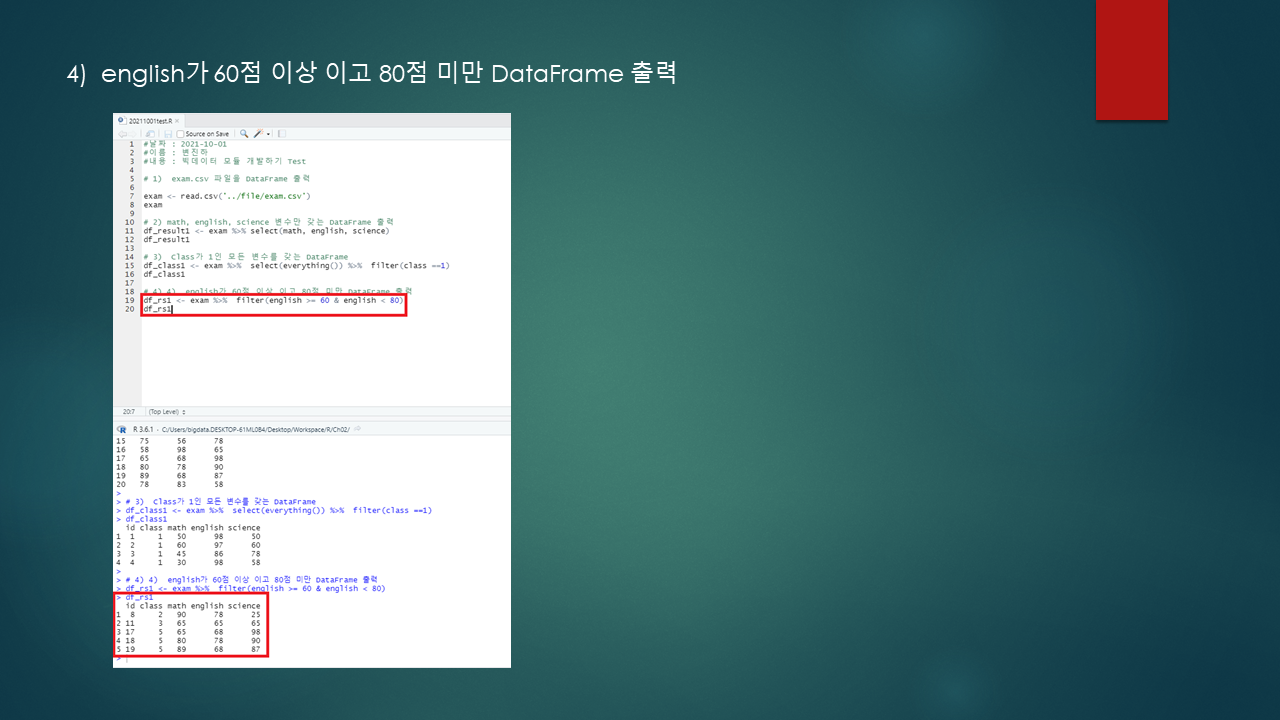 4) english가 60점 이상 이고 80점 미만 DataFrame 출력
20211001test.R ×
Source on Save
1 #날짜 : 2021-10-01
2 #이름 : 변진하
3 #내용 : 빅데이터 모듈 개발하기 Test
4
5 # 1) exam.csv 파일을 DataFrame 출력
6
7 exam <- read.csv('../file/exam.csv')
8 exam
9
10 # 2) math, english, science 변수만 갖는 DataFrame 출력
11 df_result1 <- exam %>% select(math, english, science)
12 df_result1
13
14 # 3) Class가 1인 모든 변수를 갖는 DataFrame
15 df_class1 <- exam %>% select(everything()) %>% filter(class ==1)
16 df_class1
17
18 # 4) 4) english가 60점 이상 이고 80점 미만 DataFrame 출력
19 df_rs1 <- exam %>% filter(english >= 60 & english < 80)
20 df_rs1
20:7 (Top Level)
R 3.6.1 · C:/Users/bigdata.DESKTOP-61ML0B4/Desktop/Workspace/R/Ch02/
15 75 56 78
16 58 98 65
17 65 68 98
18 80 78 90
19 89 68 87
20 78 83 58
>
> # 3) Class가 1인 모든 변수를 갖는 DataFrame
> df_class1 <- exam %>% select(everything()) %>% filter(class ==1)
> df_class1
id class math english science
1 1 1 50 98 50
2 2 1 60 97 60
3 3 1 45 86 78
4 4 1 30 98 58
>
> # 4) 4) english가 60점 이상 이고 80점 미만 DataFrame 출력
> df_rs1 <- exam %>% filter(english >= 60 & english < 80)
> df_rs1
id class math english science
1 8 2 90 78 25
2 11 3 65 65 65
3 17 5 65 68 98
4 18 5 80 78 90
5 19 5 89 68 87
>